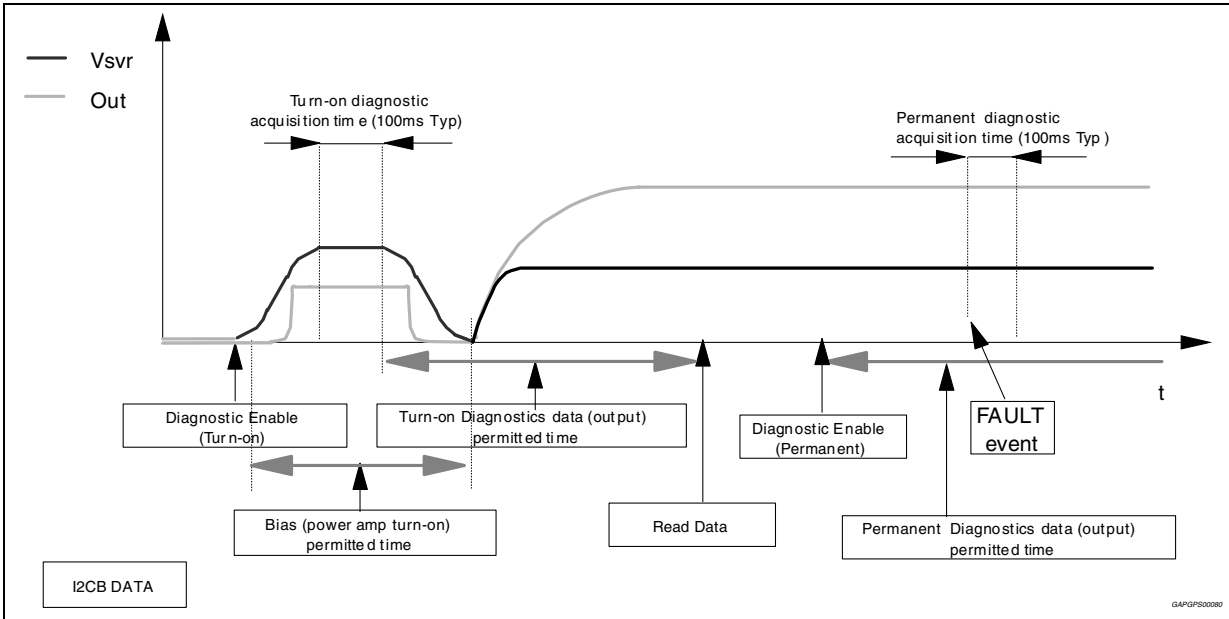 Vsvr
Out
Turn-on diagnostic
acquisition time (100ms Typ)
Permanent diagnostic
acquisition time (100ms Typ)
t
Diagnostic Enable
(Turn-on)
Turn-on Diagnostics data (output)
permitted time
Diagnostic Enable
(Permanent)
FAULT
event
Bias (power amp turn-on)
permitted time
Read Data
Permanent Diagnostics data (output)
permitted time
I2CB DATA
GAPGPS00080